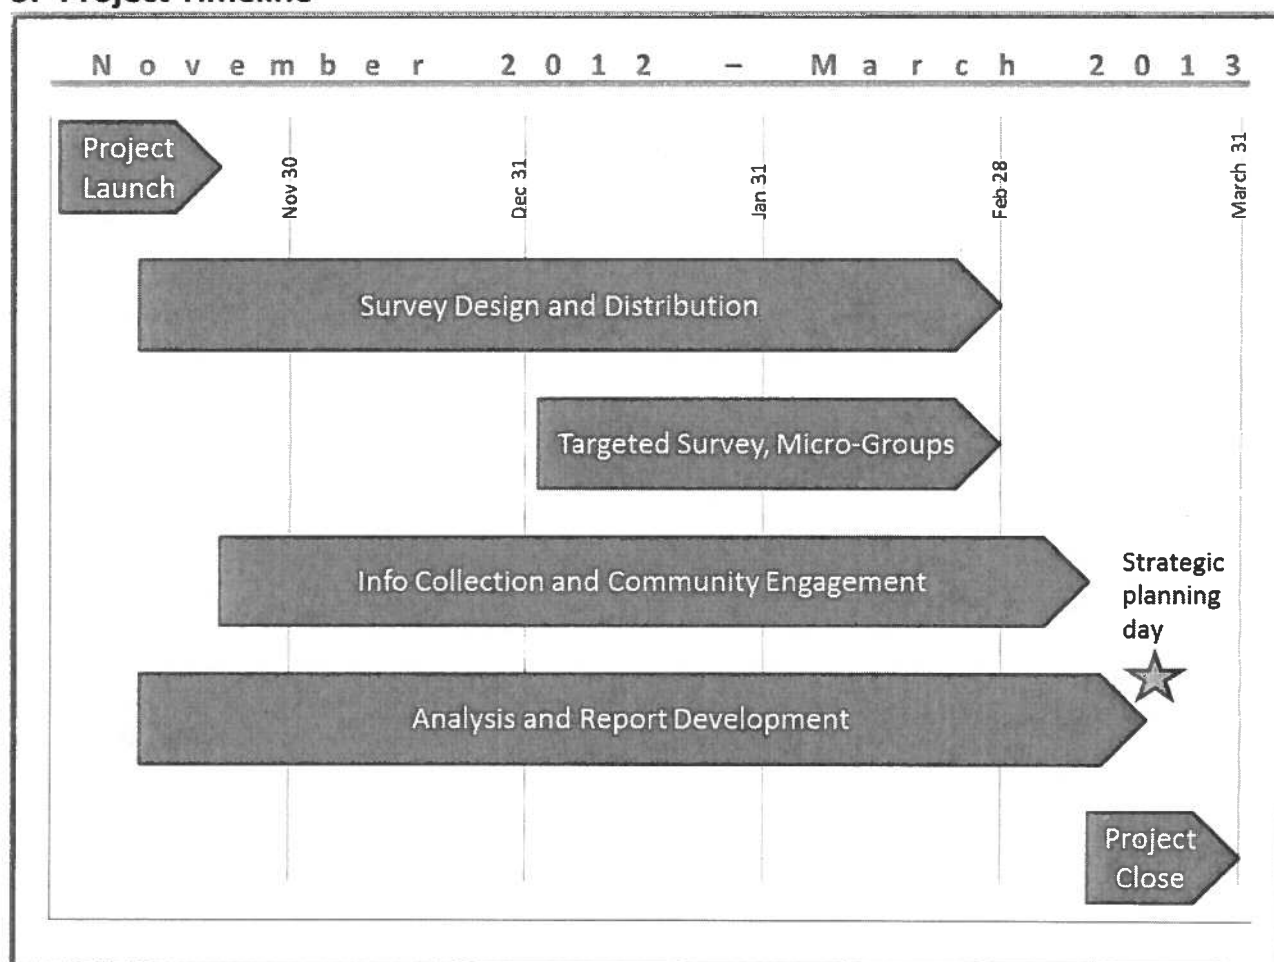 Project Timeline
November 2012 – March 2013
Project
Launch
Nov 30
Dec 31
Jan 31
Feb 28
March 31
Survey Design and Distribution
Targeted Survey, Micro-Groups
Info Collection and Community Engagement
Strategic
planning
day
Analysis and Report Development
Project
Close